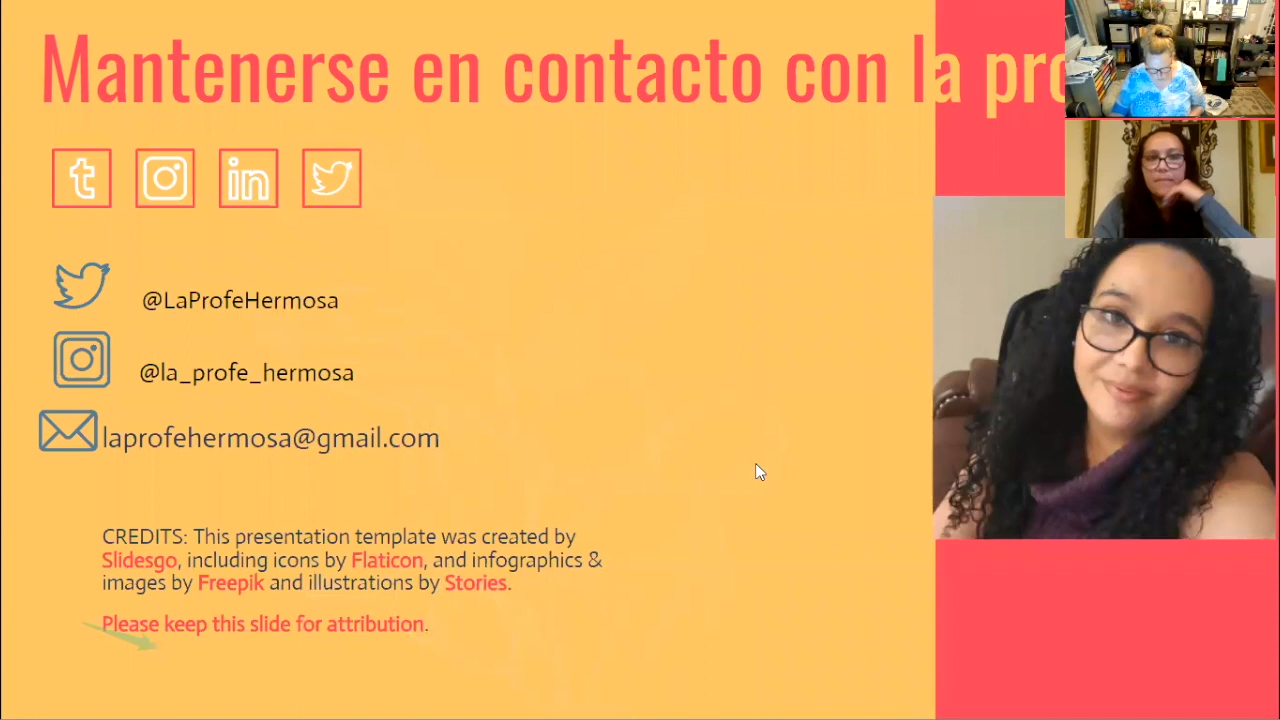 Mantenerse en contacto con la pro
@LaProfeHermosa
@la_profe_hermosa
laprofehermosa@gmail.com
CREDITS: This presentation template was created by
Slidesgo, including icons by Flaticon, and infographics &
images by Freepik and illustrations by Stories.
Please keep this slide for attribution.